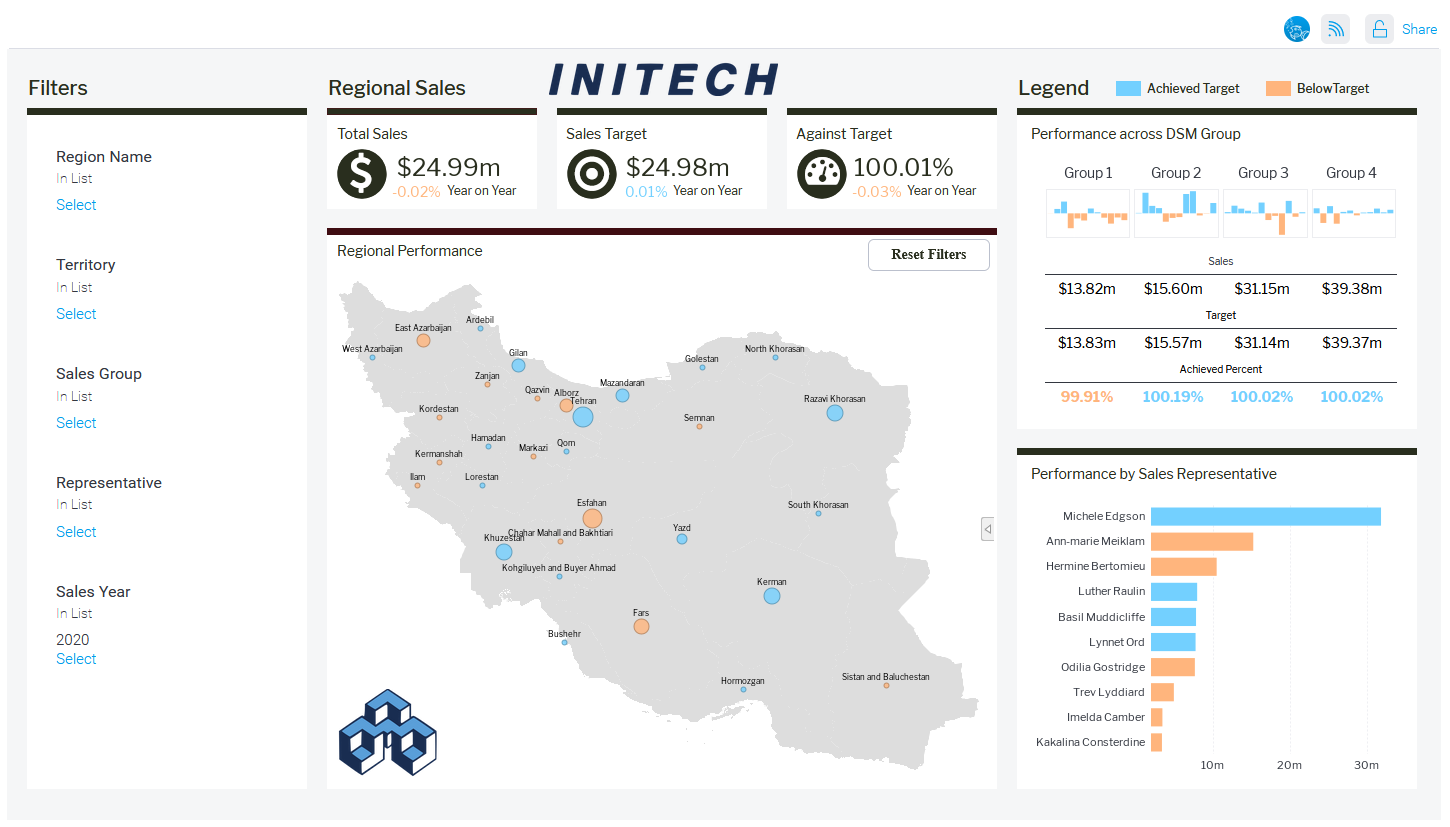 Share
Filters
Regional Sales
INITECH
Legend
Achieved Target
BelowTarget
Region Name
In List
Select
Territory
In List
Select
Sales Group
In List
Select
Representative
In List
Select
Sales Year
In List
2020
Select
Total Sales
$24.99m
-0.02% Year on Year
Sales Target
$24.98m
0.01% Year on Year
Against Target
100.01%
-0.03% Year on Year
Regional Performance
Reset Filters
Ardebil
East Azarbaijan
West Azarbaijan
Gilan
North Khorasan
Golestan
Zanjan
Mazandaran
Qazvin
Alborz
Tehran
Razavi Khorasan
Kordestan
Semnan
Hamadan
Qom
Markazi
Kermanshah
Ilam
Lorestan
Esfahan
South Khorasan
Yazd
Chahar Mahall and Bakhtiari
Khuzestan
Kohgiluyeh and Buyer Ahmad
Kerman
Fars
Bushehr
Sistan and Baluchestan
Hormozgan
Performance across DSM Group
Group 1 Group 2 Group 3 Group 4
Sales
$13.82m $15.60m $31.15m $39.38m
Target
$13.83m $15.57m $31.14m $39.37m
Achieved Percent
99.91% 100.19% 100.02% 100.02%
Performance by Sales Representative
Michele Edgson
Ann-marie Meiklam
Hermine Bertomieu
Luther Raulin
Basil Muddicliffe
Lynnet Ord
Odilia Gostridge
Trev Lyddiard
Imelda Camber
Kakalina Consterdine
10m 20m 30m